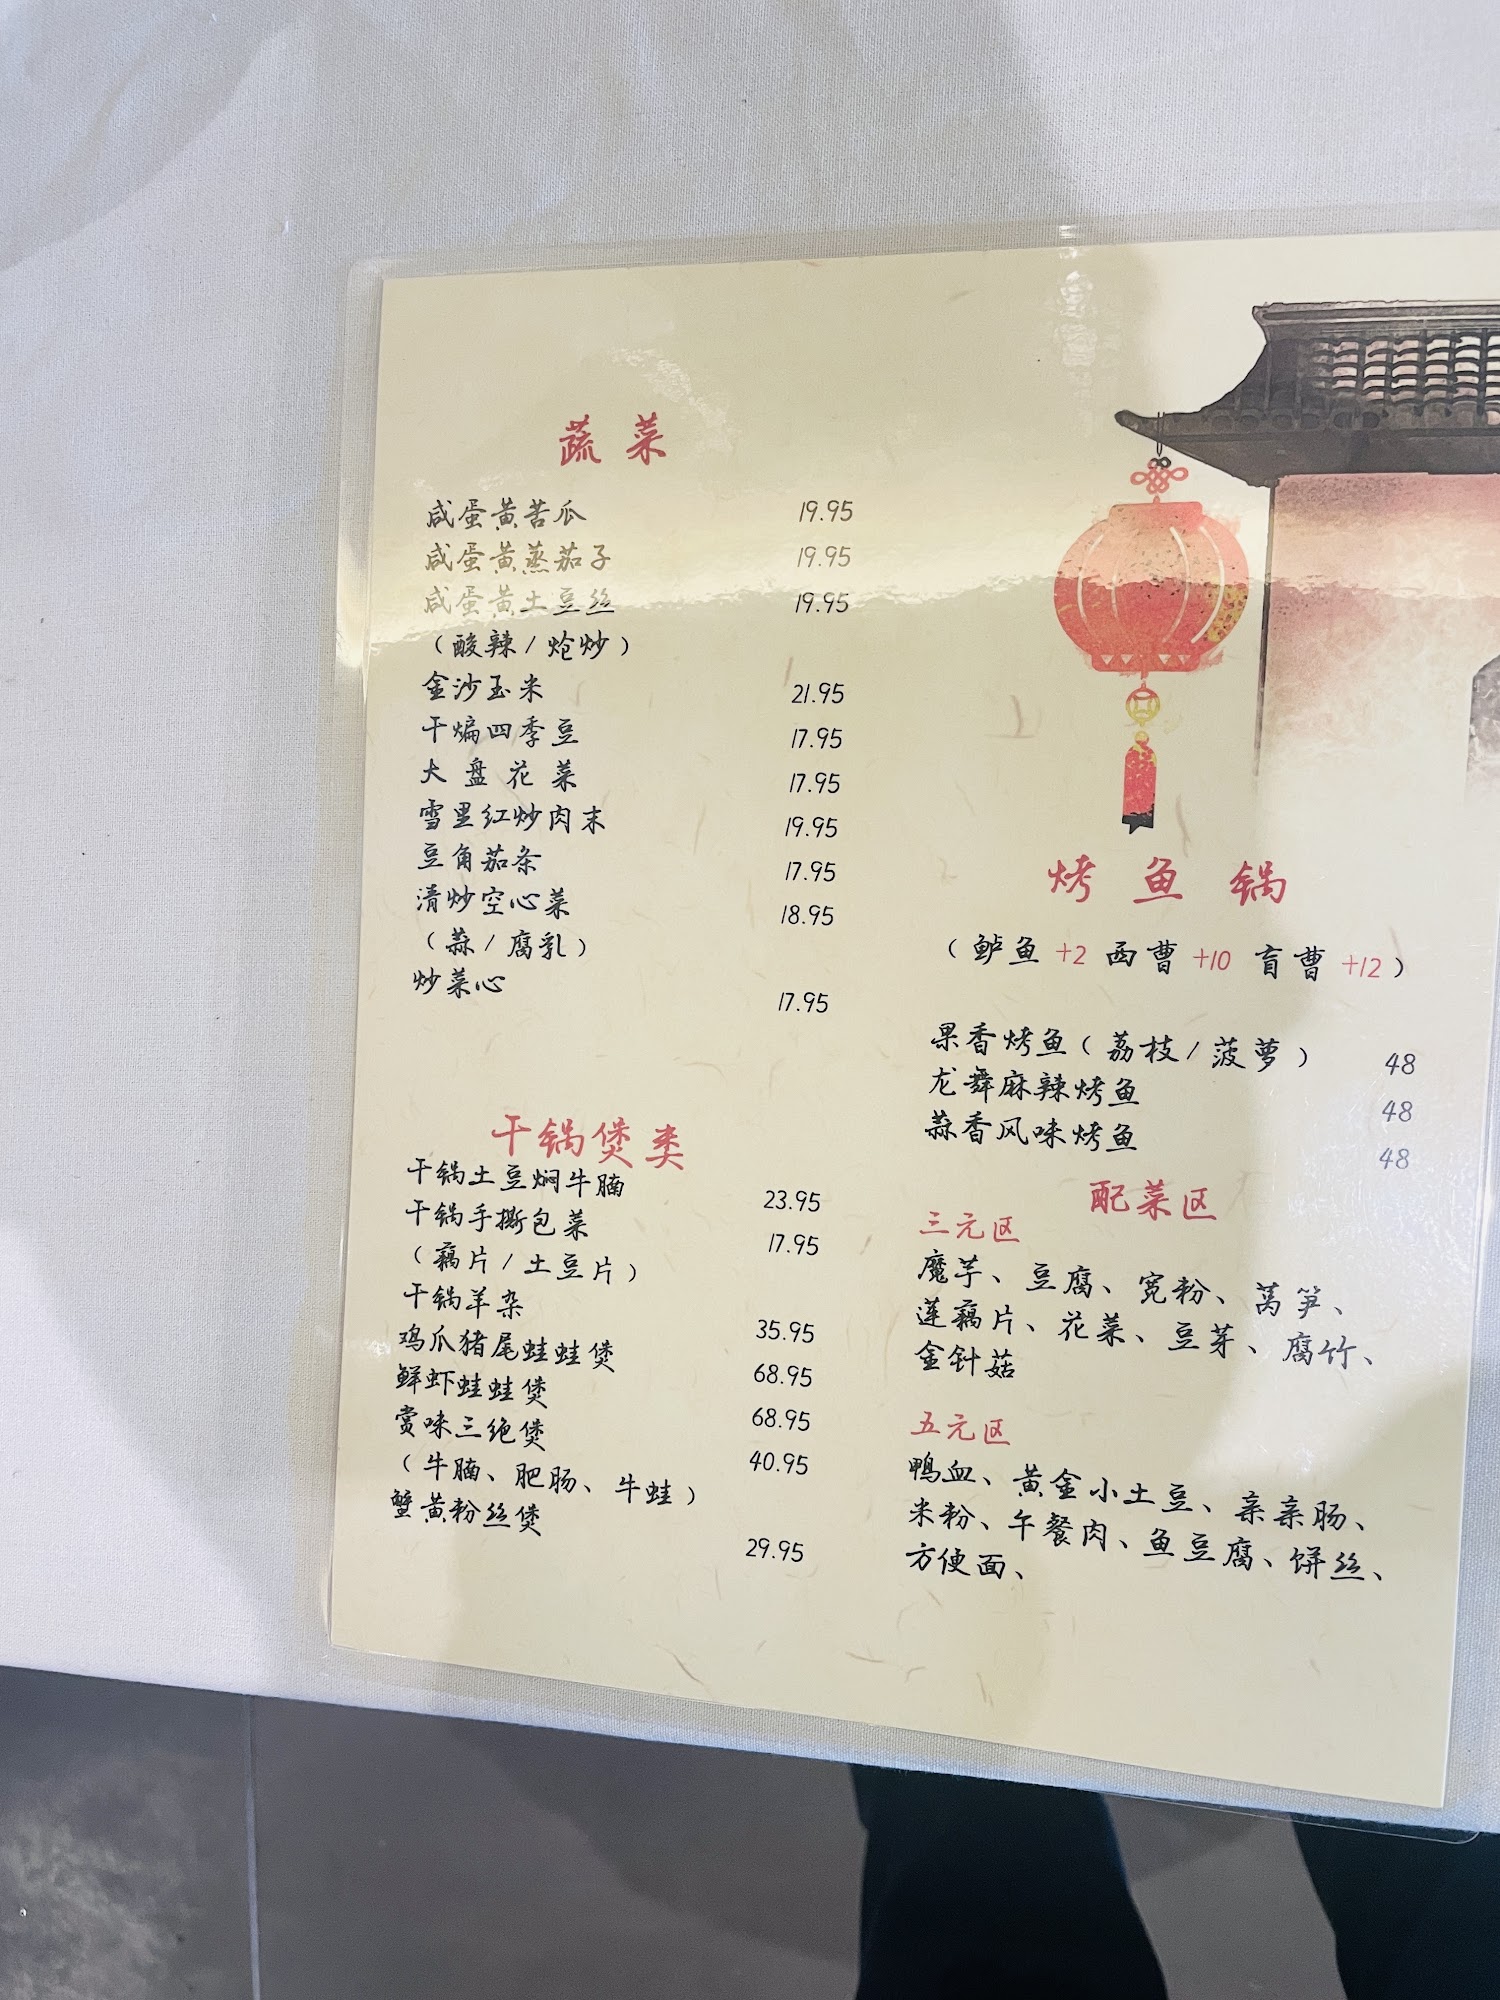 蔬菜
咸蛋黄苦瓜 19.95
咸蛋黄蒸茄子 19.95
咸蛋黄土豆丝 19.95
（酸辣/炝炒）
金沙玉米 21.95
干煸四季豆 17.95
大盘花菜 17.95
雪里红炒肉末 19.95
豆角茄条 17.95
清炒空心菜 18.95
（蒜/腐乳）
炒菜心 17.95
干锅煲类
干锅土豆焖牛腩 23.95
干锅手撕包菜 17.95
（藕片/土豆片）
干锅羊杂 35.95
鸡爪猪尾蛙蛙煲 68.95
鲜虾蛙蛙煲 68.95
赏味三绝煲 40.95
（牛腩、肥肠、牛蛙）
蟹黄粉丝煲 29.95
烤鱼锅
（鲈鱼+2 西曹+10 盲曹+12）
果香烤鱼（荔枝/菠萝） 48
龙舞麻辣烤鱼 48
蒜香风味烤鱼 48
配菜区
三元区
魔芋、豆腐、宽粉、莴笋、
莲藕片、花菜、豆芽、腐竹、
金针菇
五元区
鸭血、黄金小土豆、亲亲肠、
米粉、午餐肉、鱼豆腐、饼丝、
方便面、